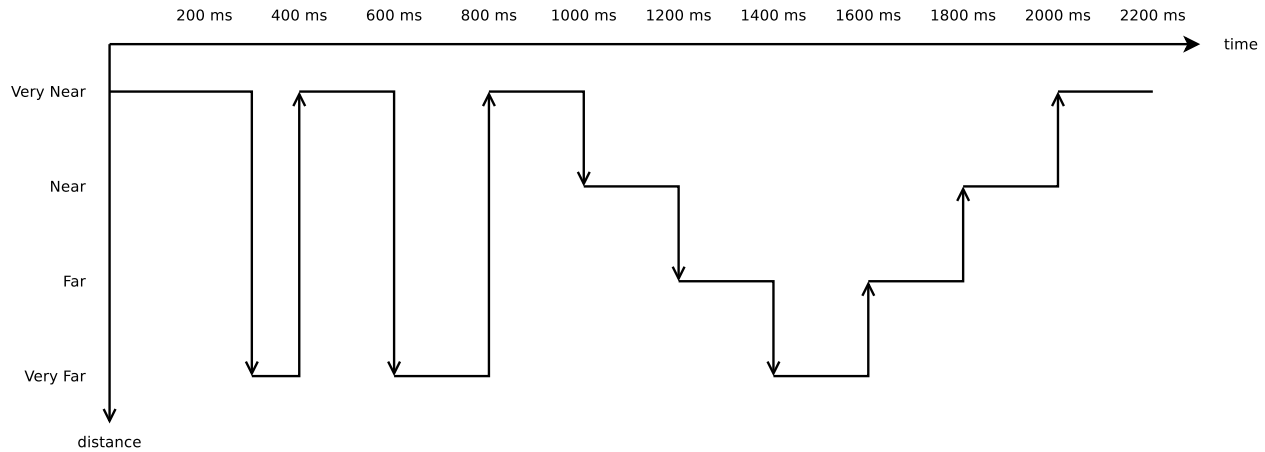 200 ms 400 ms 600 ms 800 ms 1000 ms 1200 ms 1400 ms 1600 ms 1800 ms 2000 ms 2200 ms
time
Very Near
Near
Far
Very Far
distance